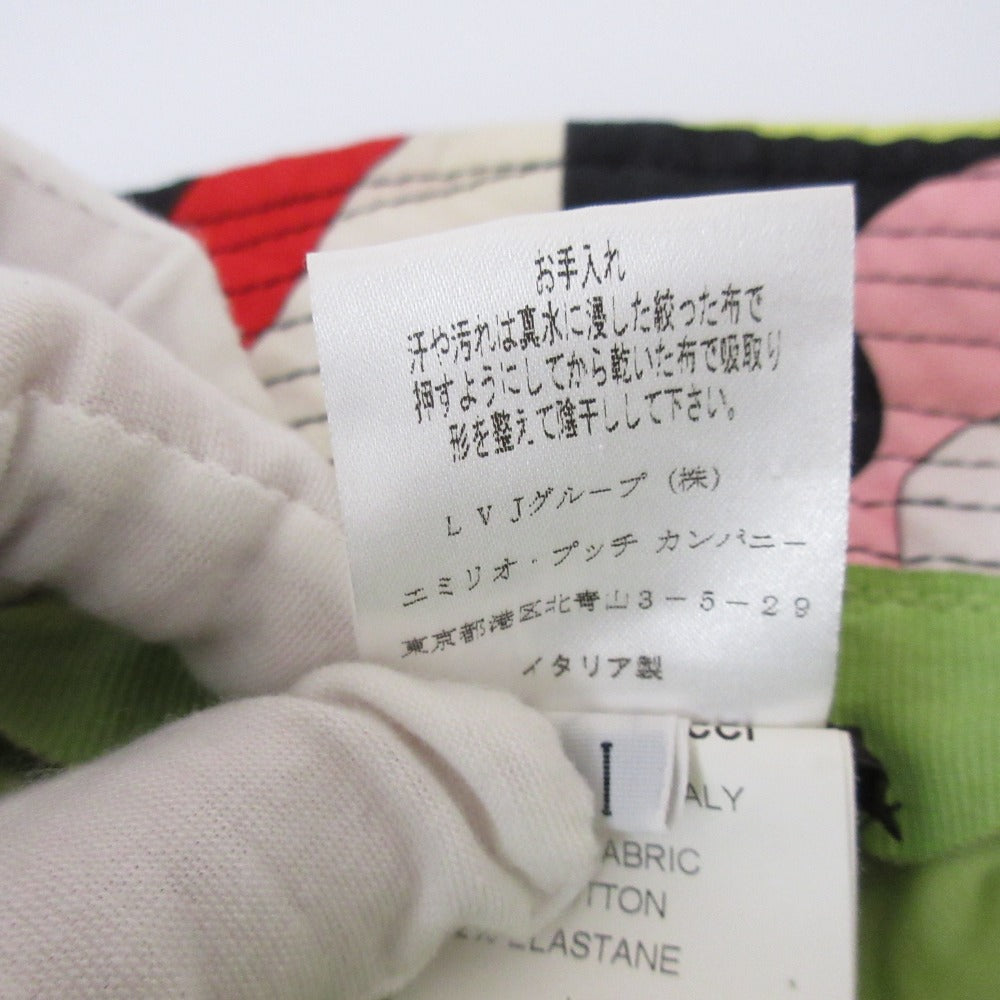 お手入れ
汗や汚れは真水に浸した絞った布で
押すようにしてから乾いた布で吸取り
形を整えて陰干しして下さい。
LVJグループ (株)
エミリオ・プッチ カンパニー
東京都港区北青山3-5-29
イタリア製
I
ALY
ABRIC
TTON
ELASTANE